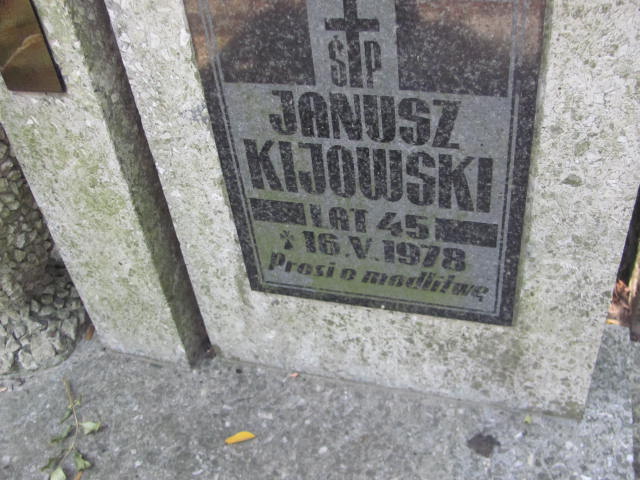 ŚP
JANUSZ
KIJOWSKI
LAT 45
† 16.V.1978
Prosi o modlitwę